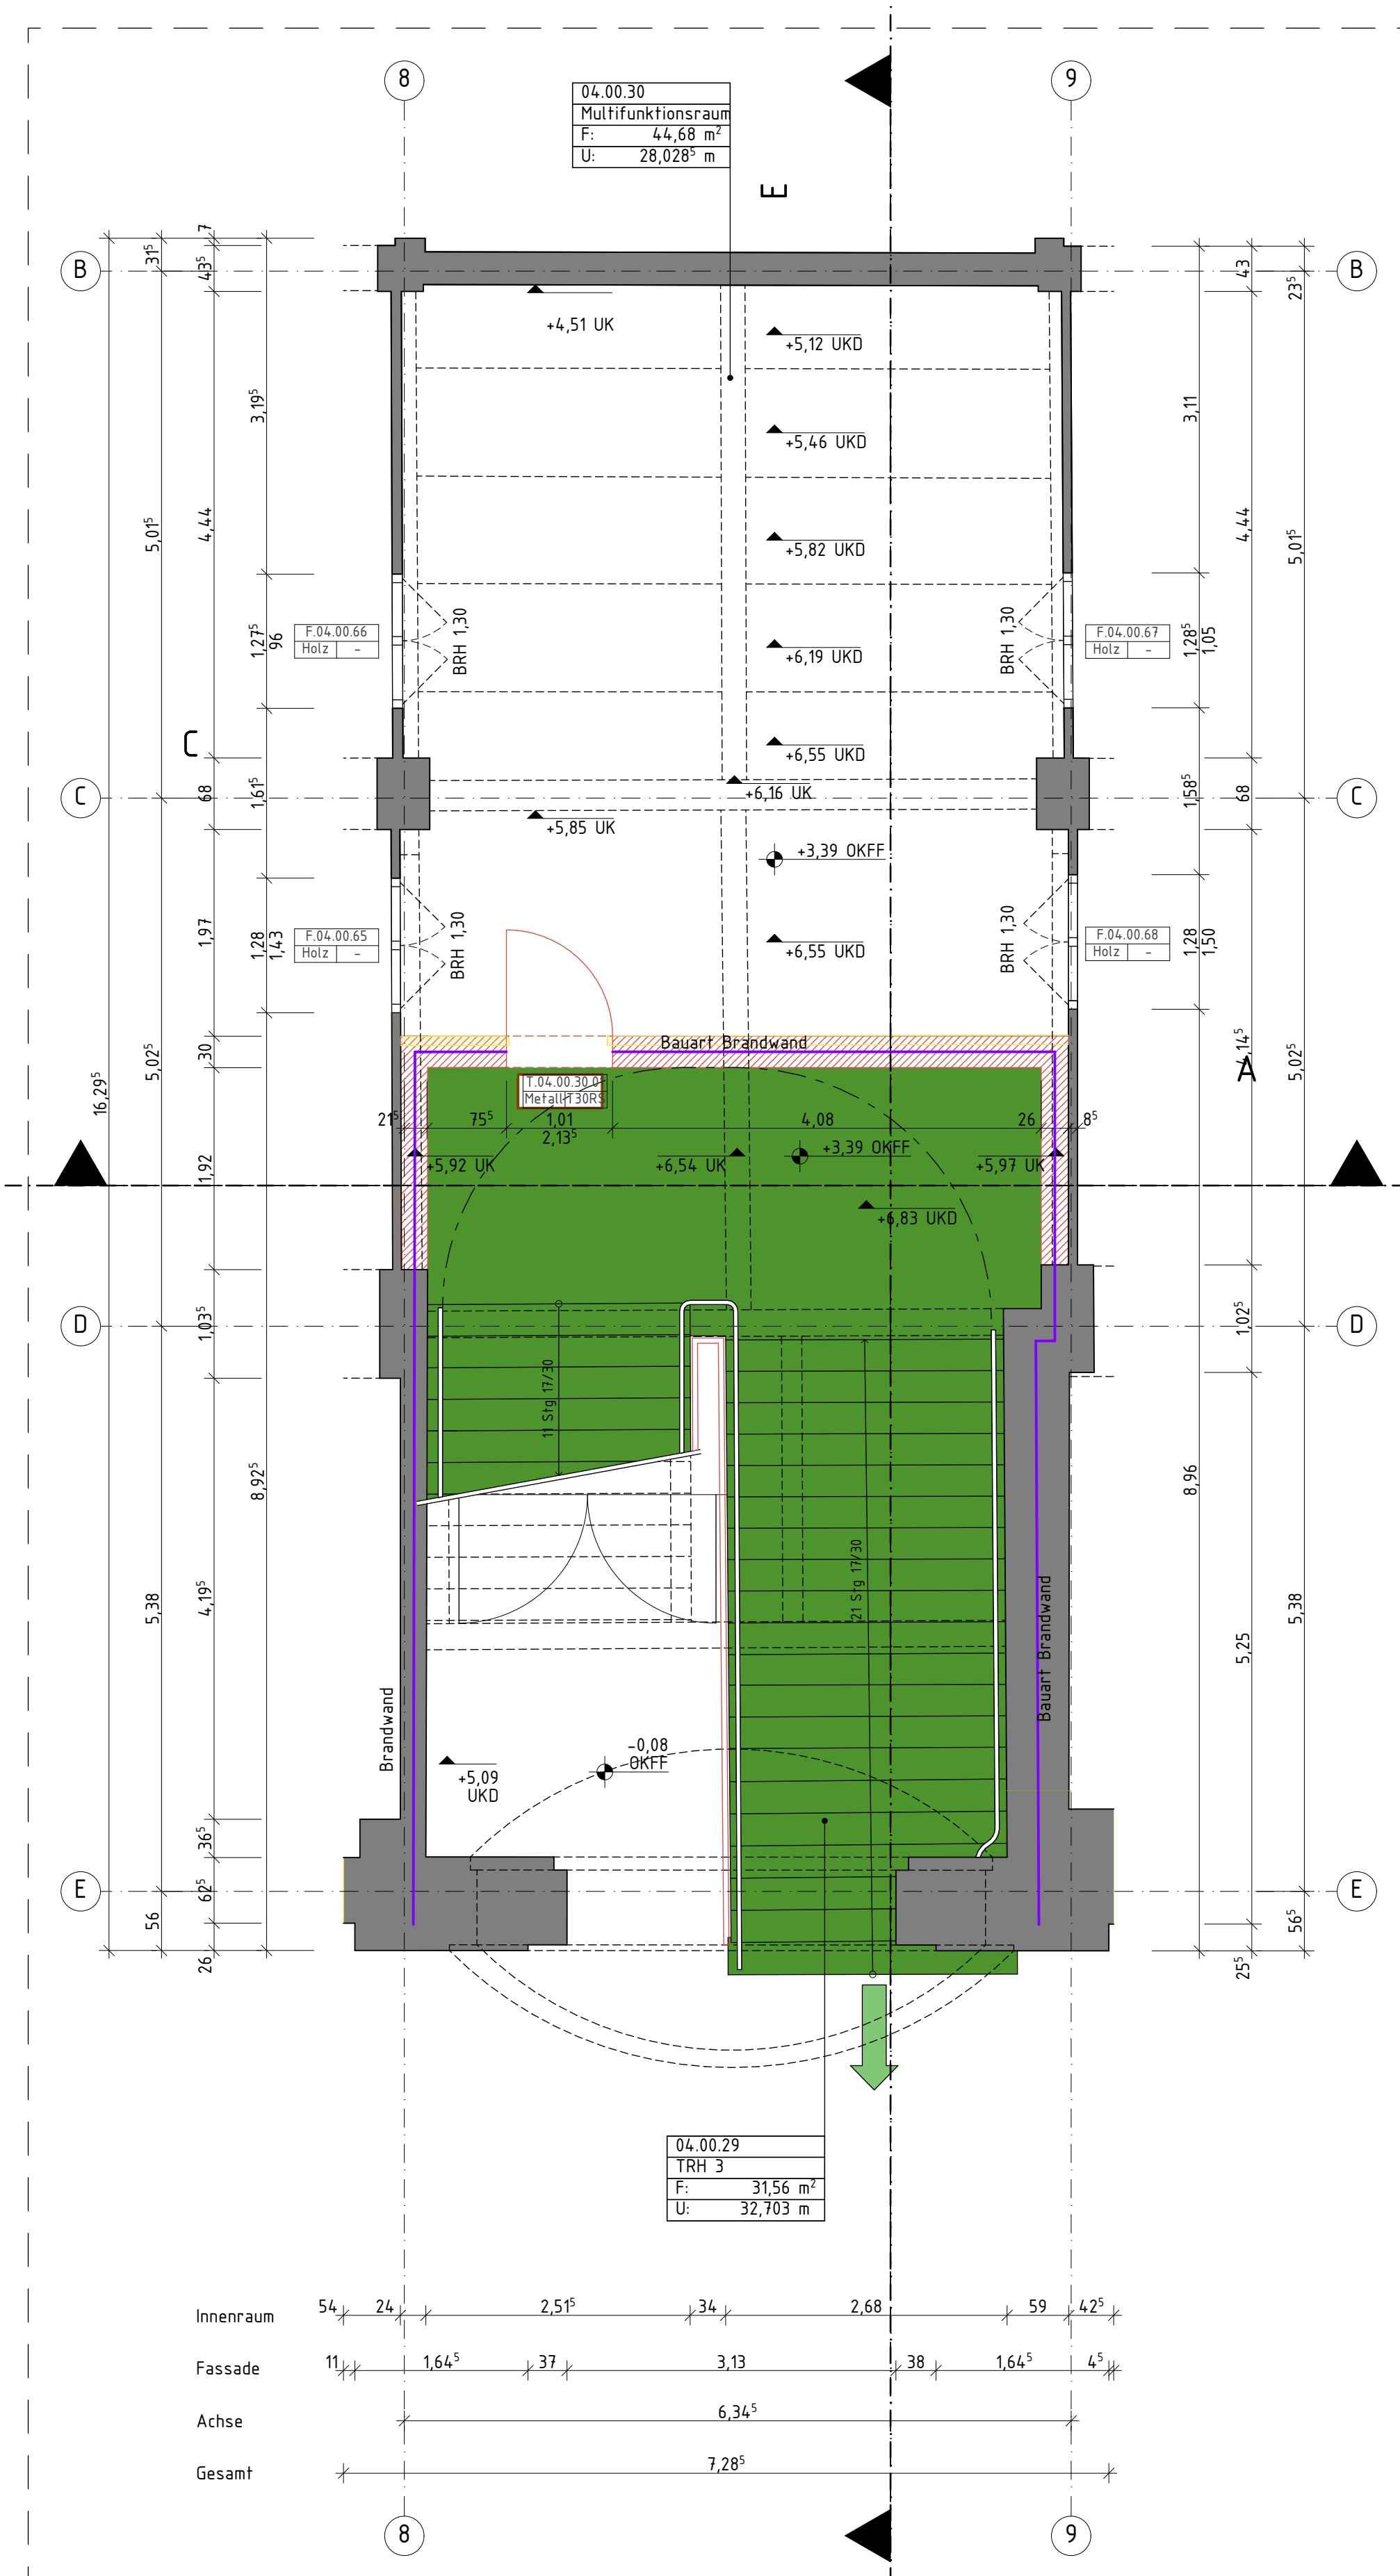 8
9
04.00.30
Multifunktionsraum
F: 44,68 m²
U: 28,028⁵ m
E
B
B
7
31⁵
43⁵
43
23⁵
+4,51 UK
+5,12 UKD
+5,46 UKD
+5,82 UKD
+6,19 UKD
+6,55 UKD
+6,16 UK
+5,85 UK
+3,39 OKFF
+6,55 UKD
3,19⁵
5,01⁵
4,44
3,11
4,44
5,01⁵
1,27⁵
96
F.04.00.66
Holz -
BRH 1,30
BRH 1,30
F.04.00.67
Holz -
1,28⁵
1,05
C
C
C
68
1,61⁵
1,58⁵
68
1,97
1,28
1,43
F.04.00.65
Holz -
BRH 1,30
BRH 1,30
F.04.00.68
Holz -
1,28
1,50
Bauart Brandwand
30
5,02⁵
16,29⁵
4,14⁵
5,02⁵
A
T.04.00.30.0
Metall T30RS
21⁵
75⁵
1,01
2,13⁵
4,08
26
8⁵
1,92
+5,92 UK
+6,54 UK
+3,39 OKFF
+5,97 UK
+6,83 UKD
D
D
1,03⁵
1,02⁵
11 Stg 17/30
21 Stg 17/30
8,92⁵
8,96
5,38
4,19⁵
5,25
5,38
Brandwand
Bauart Brandwand
-0,08
OKFF
+5,09
UKD
E
E
36⁵
62⁵
56
26
56⁵
25⁵
04.00.29
TRH 3
F: 31,56 m²
U: 32,703 m
Innenraum 54 24 2,51⁵ 34 2,68 59 42⁵
Fassade 11 1,64⁵ 37 3,13 38 1,64⁵ 4⁵
Achse 6,34⁵
Gesamt 7,28⁵
8
9